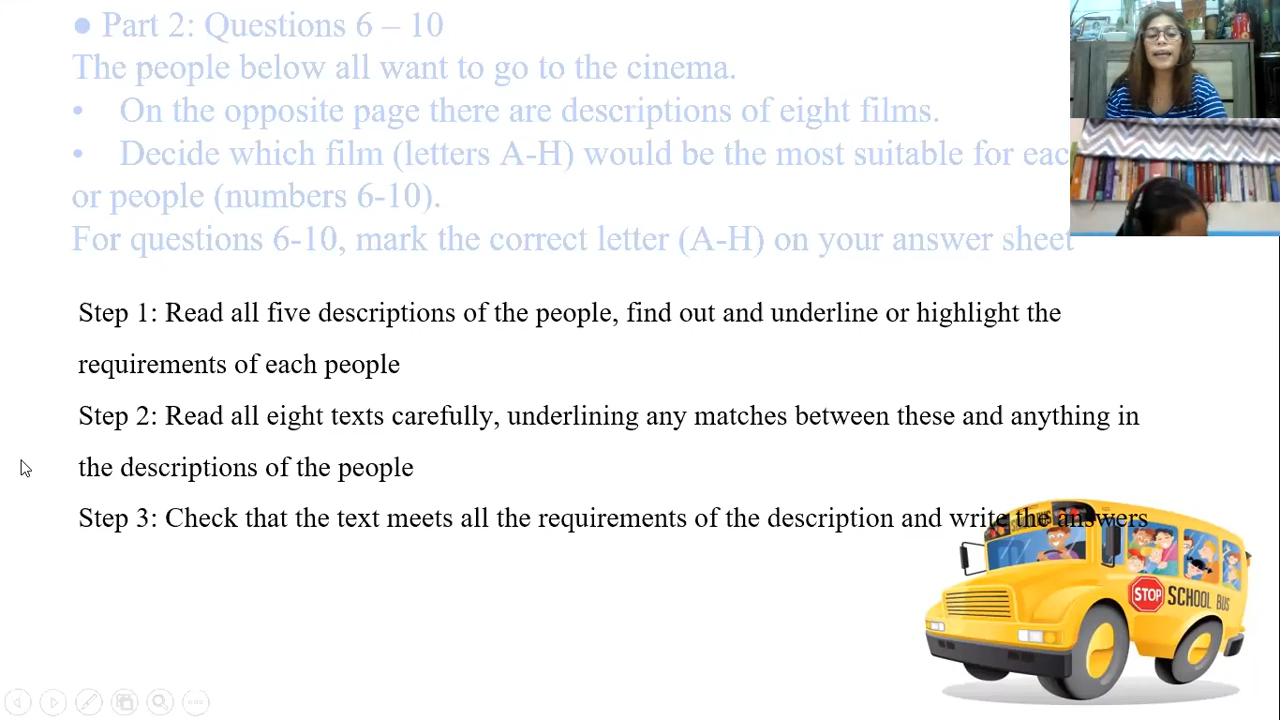 ● Part 2: Questions 6 – 10
The people below all want to go to the cinema.
• On the opposite page there are descriptions of eight films.
• Decide which film (letters A-H) would be the most suitable for eac
or people (numbers 6-10).
For questions 6-10, mark the correct letter (A-H) on your answer sheet
Step 1: Read all five descriptions of the people, find out and underline or highlight the
requirements of each people
Step 2: Read all eight texts carefully, underlining any matches between these and anything in
the descriptions of the people
Step 3: Check that the text meets all the requirements of the description and write the answers
STOP SCHOOL BUS